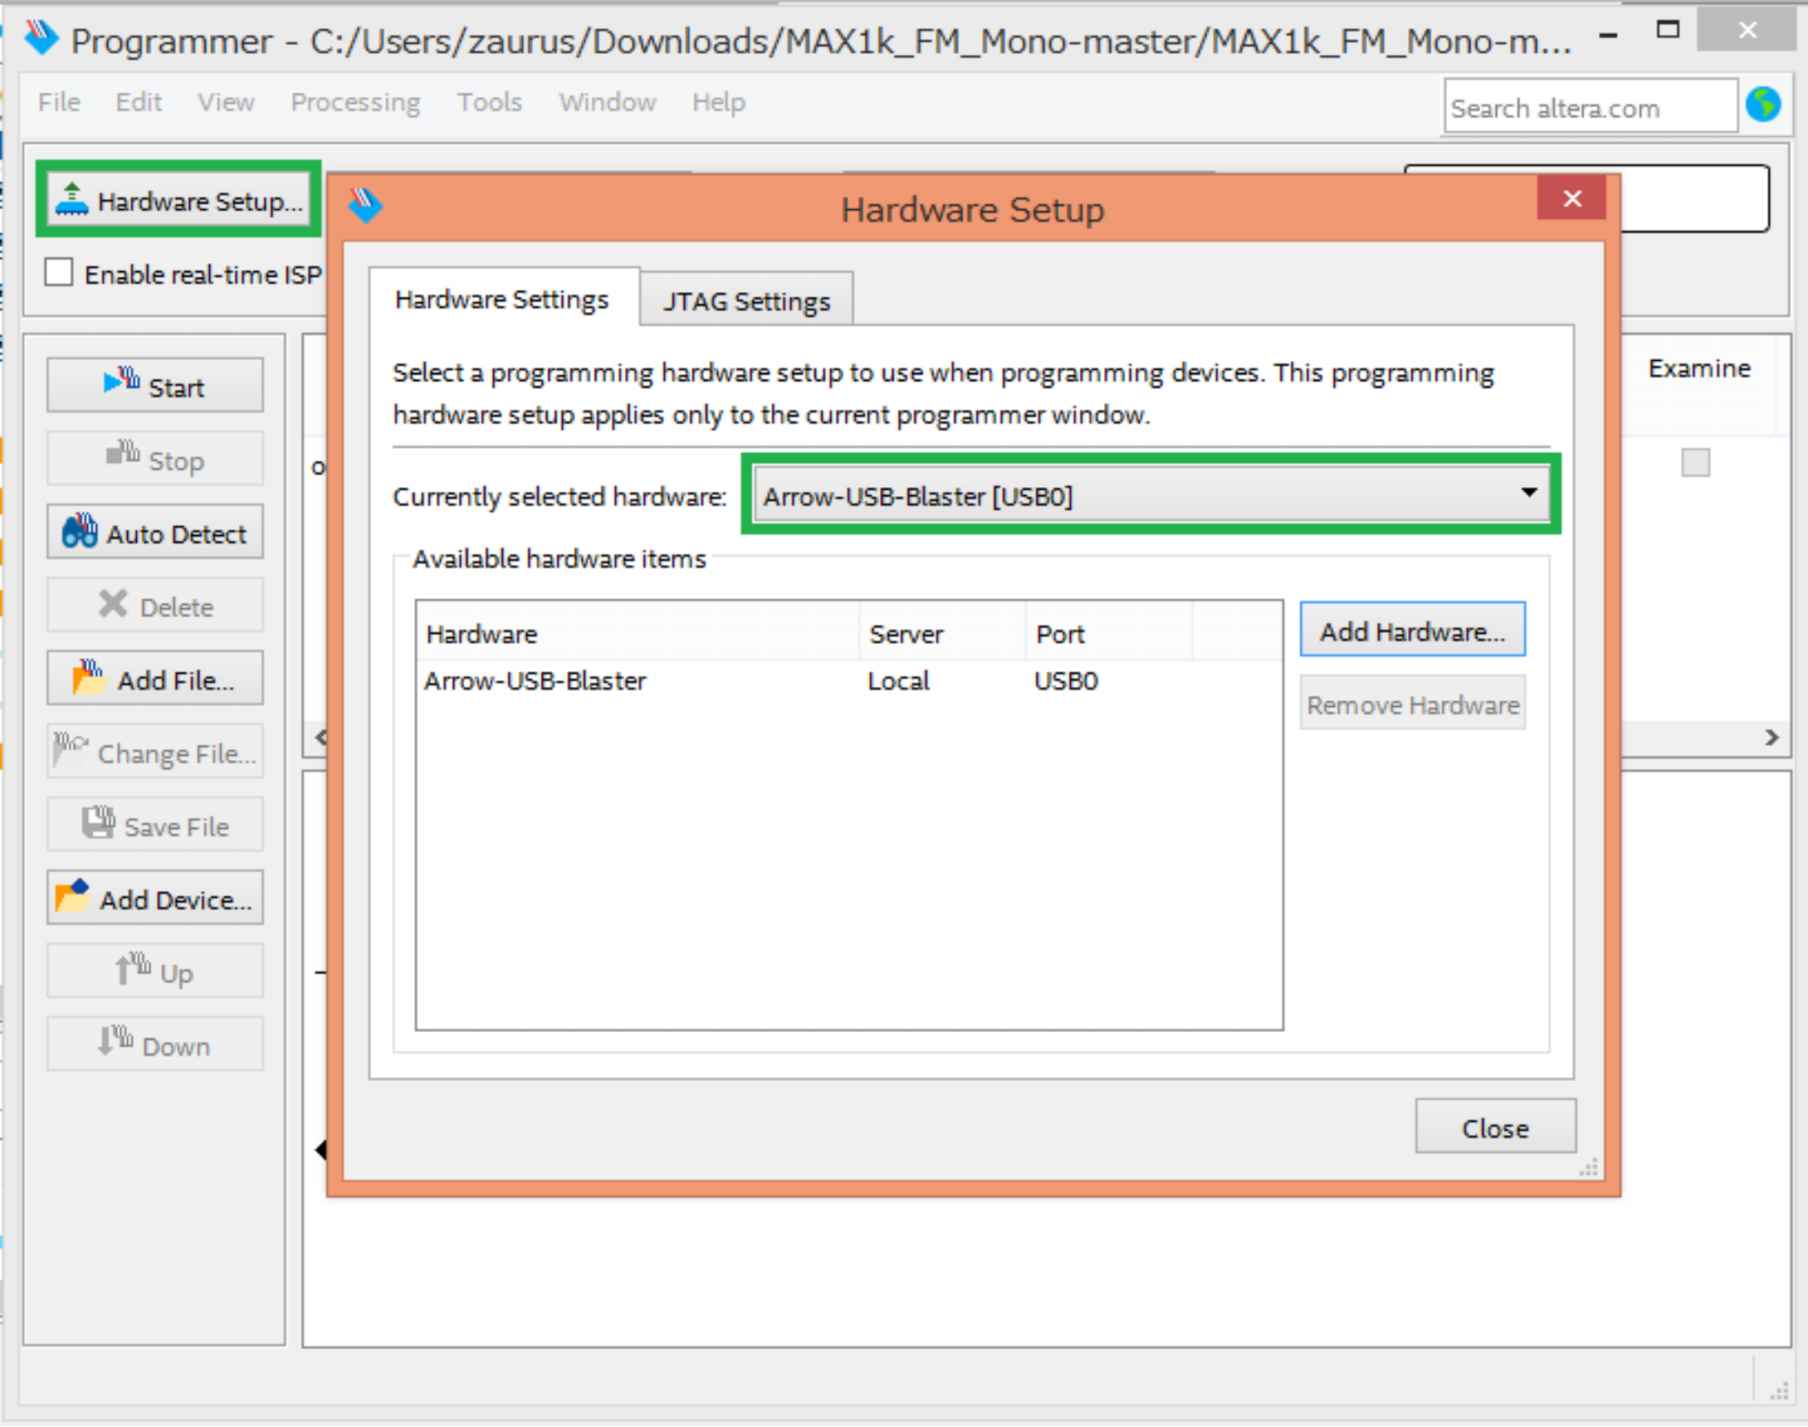 Programmer - C:/Users/zaurus/Downloads/MAX1k_FM_Mono-master/MAX1k_FM_Mono-m...
File Edit View Processing Tools Window Help
Search altera.com
Hardware Setup...
Enable real-time ISP
Start
Stop
Auto Detect
Delete
Add File...
Change File...
Save File
Add Device...
Up
Down
Examine
Hardware Setup
Hardware Settings JTAG Settings
Select a programming hardware setup to use when programming devices. This programming
hardware setup applies only to the current programmer window.
Currently selected hardware: Arrow-USB-Blaster [USB0]
Available hardware items
Hardware Server Port
Arrow-USB-Blaster Local USB0
Add Hardware...
Remove Hardware
Close